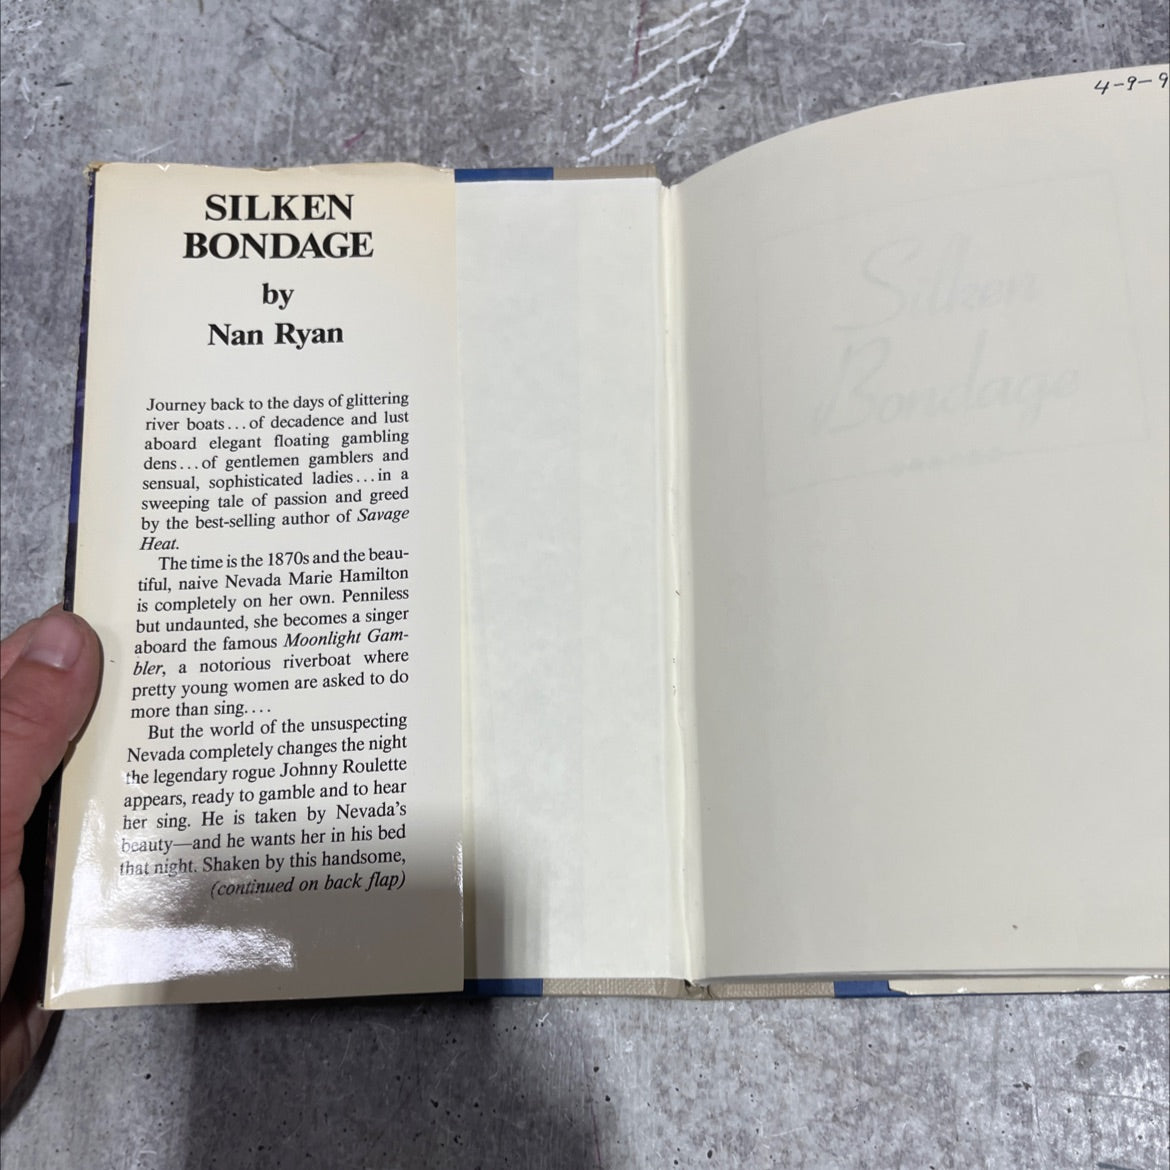 SILKEN
BONDAGE
by
Nan Ryan
Journey back to the days of glittering
river boats...of decadence and lust
aboard elegant floating gambling
dens...of gentlemen gamblers and
sensual, sophisticated ladies...in a
sweeping tale of passion and greed
by the best-selling author of Savage
Heat.
The time is the 1870s and the beau-
tiful, naive Nevada Marie Hamilton
is completely on her own. Penniless
but undaunted, she becomes a singer
aboard the famous Moonlight Gam-
bler, a notorious riverboat where
pretty young women are asked to do
more than sing....
But the world of the unsuspecting
Nevada completely changes the night
the legendary rogue Johnny Roulette
appears, ready to gamble and to hear
her sing. He is taken by Nevada's
beauty—and he wants her in his bed
that night. Shaken by this handsome,
(continued on back flap)
4-9-9
Silken
Bondage